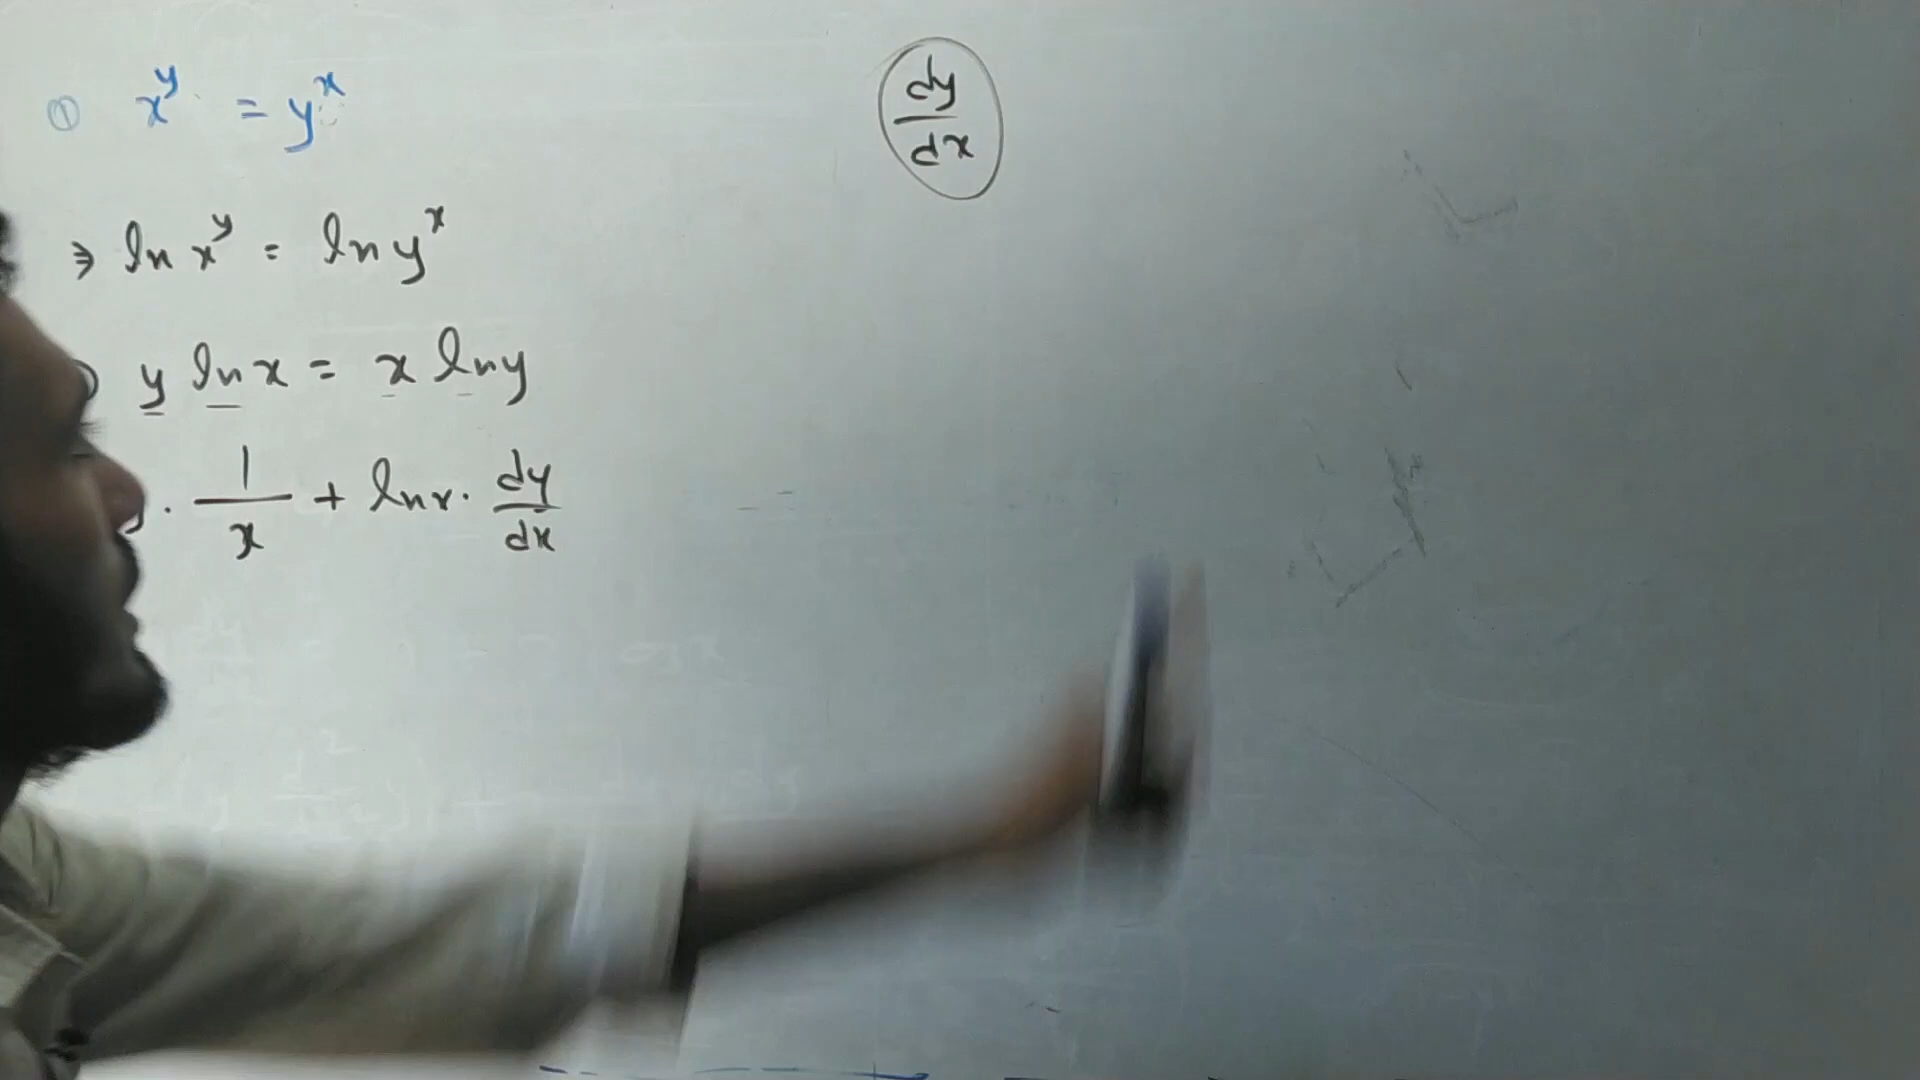 ① x^y = y^x
dy/dx
⇒ ln x^y = ln y^x
y ln x = x ln y
y · 1/x + ln x · dy/dx